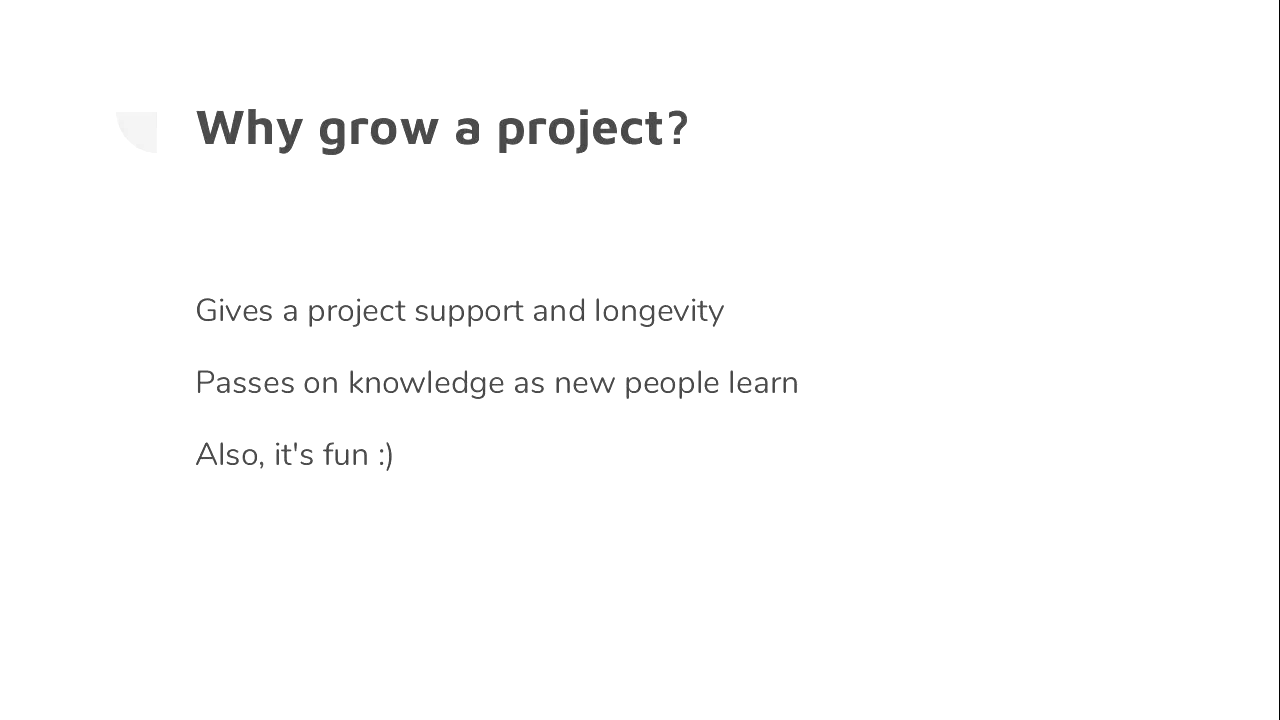 Why grow a project?
Gives a project support and longevity
Passes on knowledge as new people learn
Also, it's fun :)